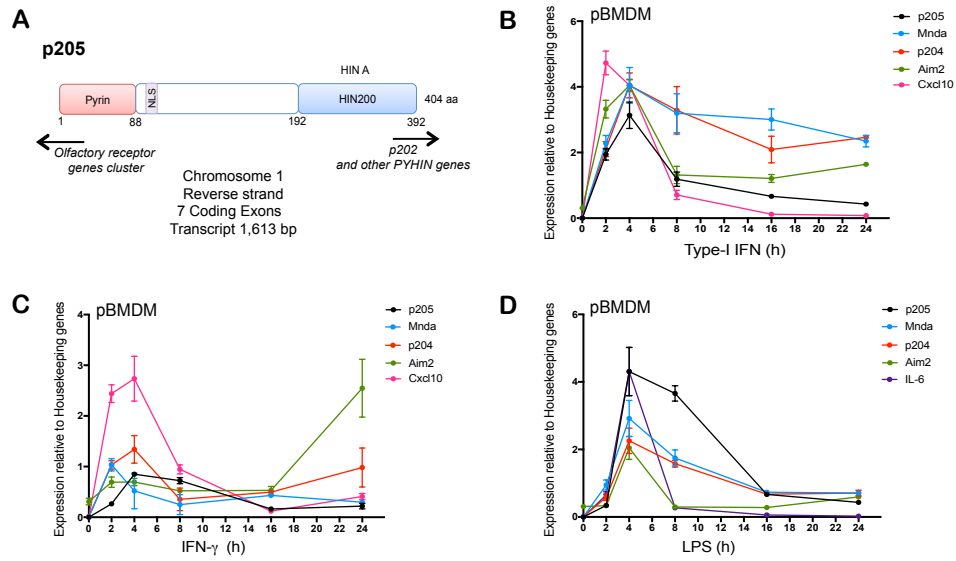 A
p205
HIN A
Pyrin
NLS
HIN200
404 aa
1
88
192
392
Olfactory receptor
genes cluster
p202
and other PYHIN genes
Chromosome 1
Reverse strand
7 Coding Exons
Transcript 1,613 bp
B
pBMDM
Expression relative to Housekeeping genes
6
4
2
0
0 2 4 6 8 10 12 14 16 18 20 22 24
Type-I IFN (h)
p205
Mnda
p204
Aim2
Cxcl10
C
pBMDM
Expression relative to Housekeeping genes
4
3
2
1
0
0 2 4 6 8 10 12 14 16 18 20 22 24
IFN-γ (h)
p205
Mnda
p204
Aim2
Cxcl10
D
pBMDM
Expression relative to Housekeeping genes
6
4
2
0
0 2 4 6 8 10 12 14 16 18 20 22 24
LPS (h)
p205
Mnda
p204
Aim2
IL-6